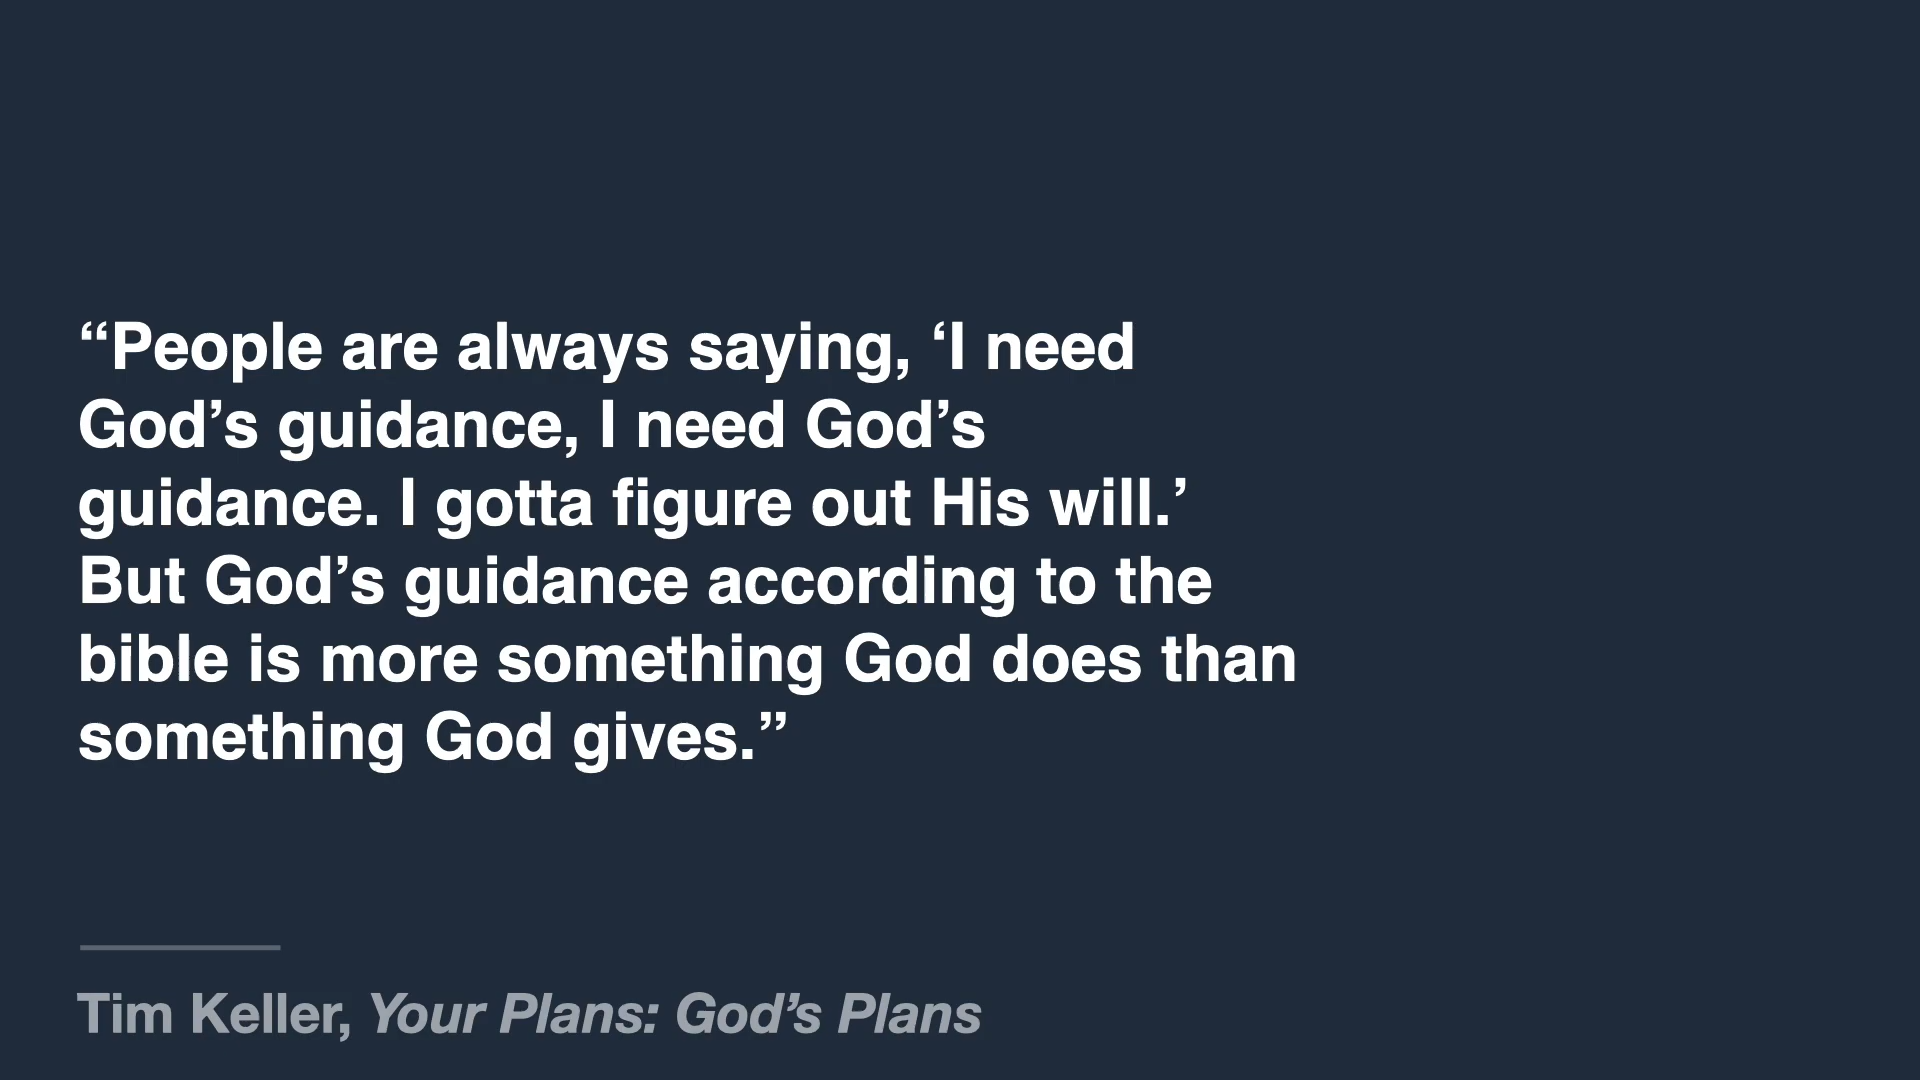 “People are always saying, ‘I need
God’s guidance, I need God’s
guidance. I gotta figure out His will.’
But God’s guidance according to the
bible is more something God does than
something God gives.”
Tim Keller, Your Plans: God’s Plans